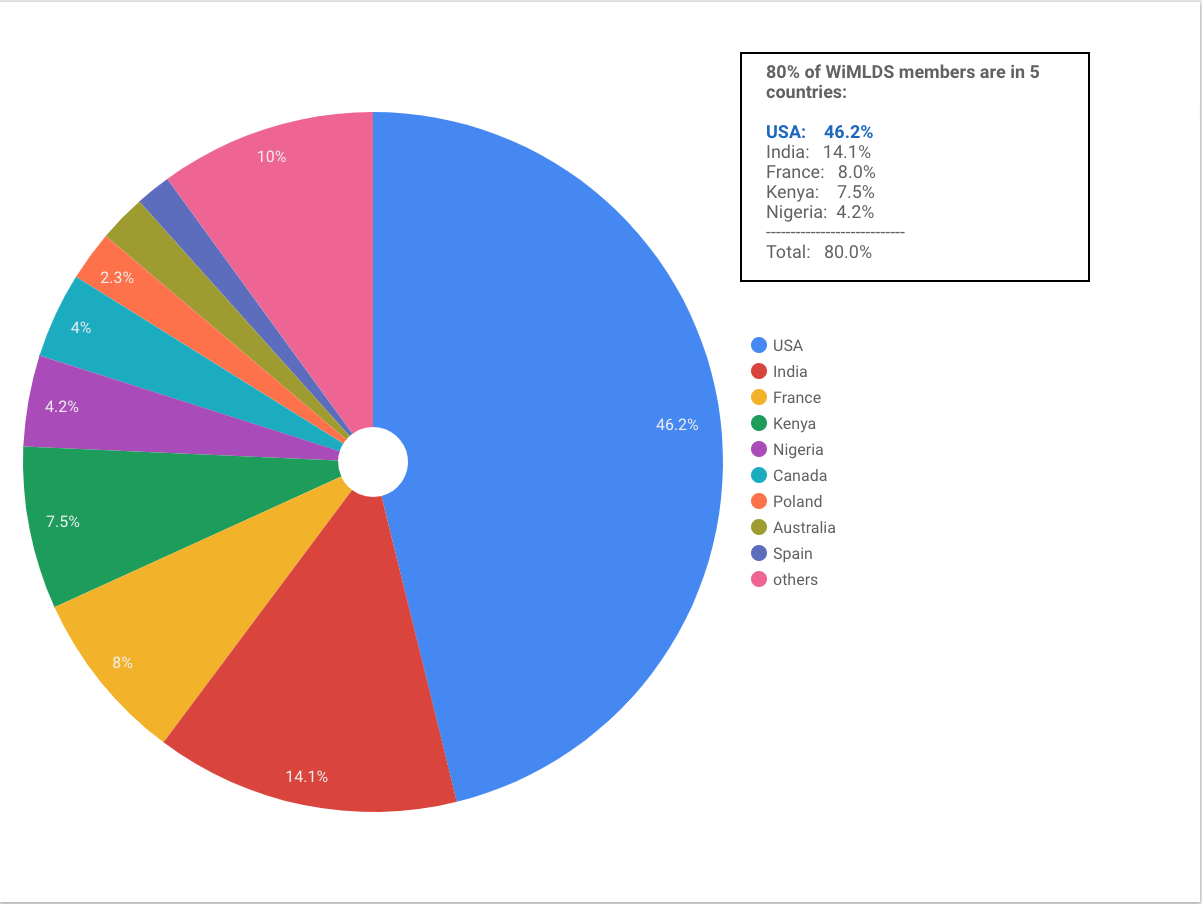 80% of WiMLDS members are in 5
countries:
USA: 46.2%
India: 14.1%
France: 8.0%
Kenya: 7.5%
Nigeria: 4.2%
----------------------------
Total: 80.0%
10%
2.3%
4%
4.2%
7.5%
8%
14.1%
46.2%
USA
India
France
Kenya
Nigeria
Canada
Poland
Australia
Spain
others